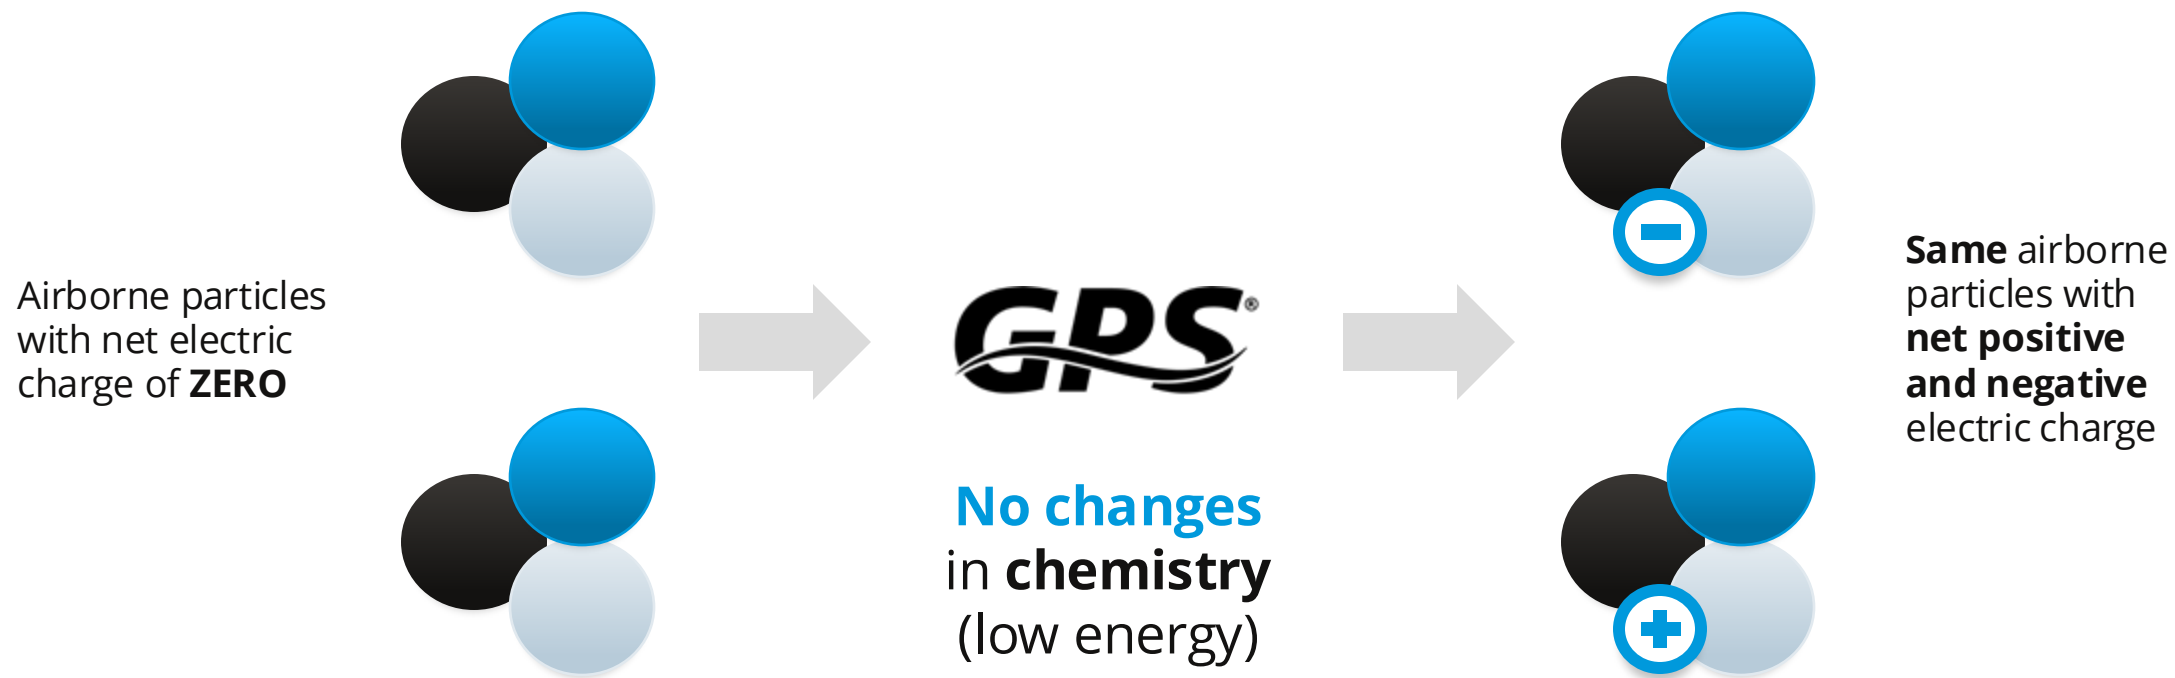 Airborne particles
with net electric
charge of ZERO
GPS®
No changes
in chemistry
(low energy)
Same airborne
particles with
net positive
and negative
electric charge